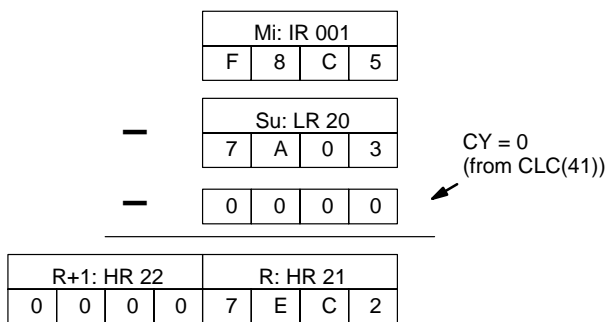 Mi: IR 001
F 8 C 5
Su: LR 20
– 7 A 0 3
CY = 0
(from CLC(41))
– 0 0 0 0
R+1: HR 22 R: HR 21
0 0 0 0 7 E C 2